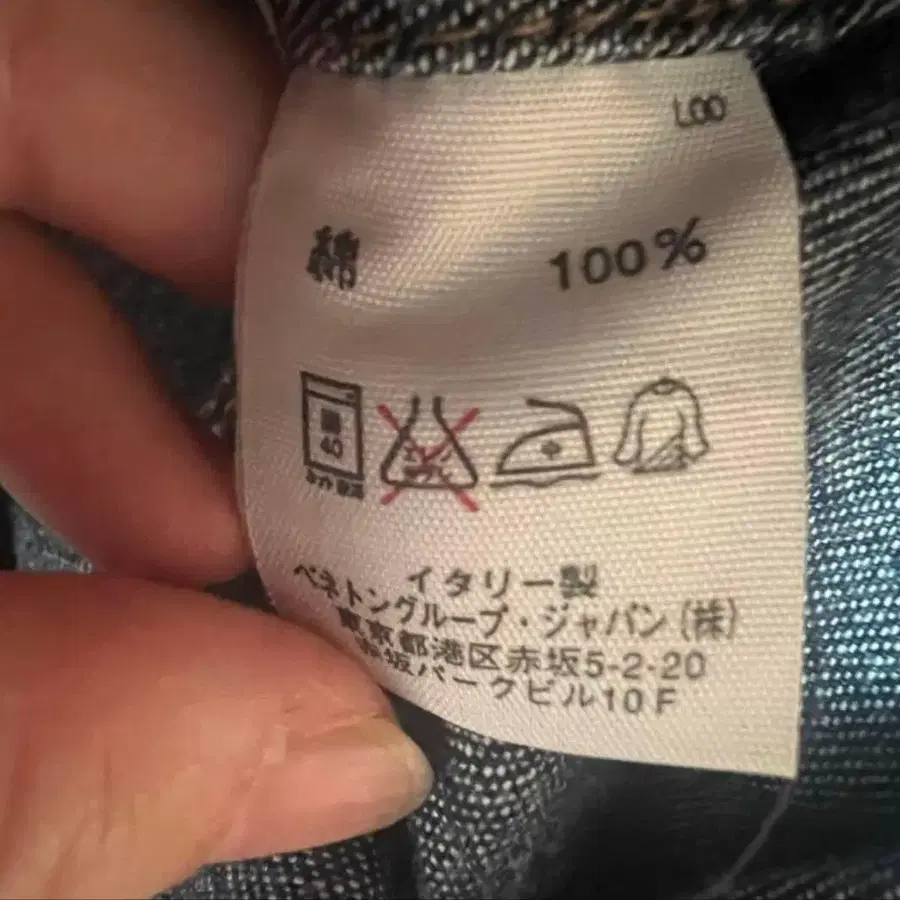 L00
綿 100%
40
イタリー製
ベネトングループ・ジャパン(株)
東京都港区赤坂5-2-20
赤坂パークビル10F